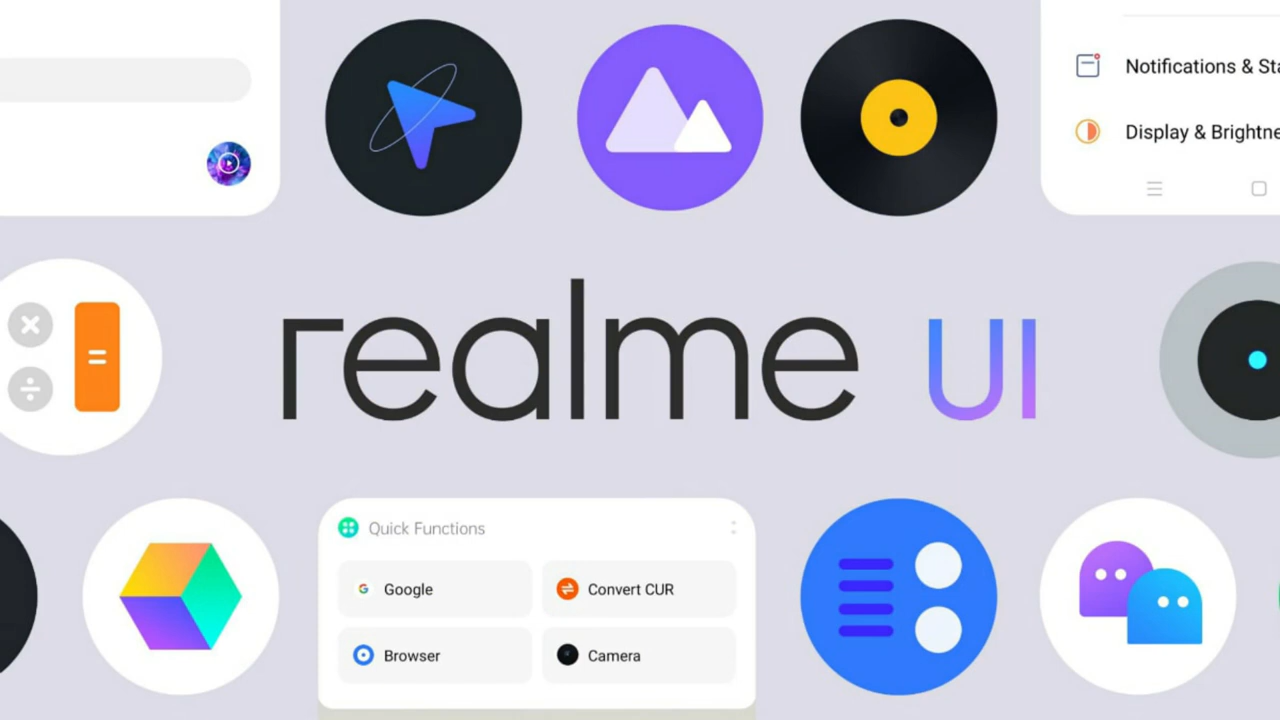 Notifications & Sta
Display & Brightne
realme UI
Quick Functions
Google
Convert CUR
Browser
Camera